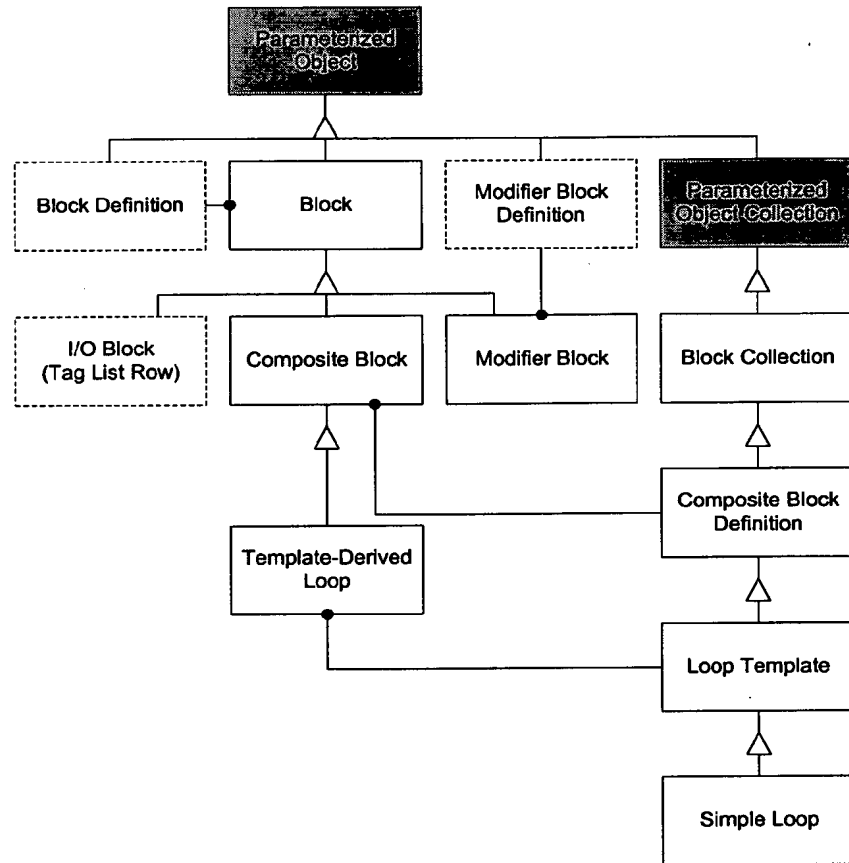 Parameterized
Object
Block Definition
Block
Modifier Block
Definition
Parameterized
Object Collection
I/O Block
(Tag List Row)
Composite Block
Modifier Block
Block Collection
Composite Block
Definition
Template-Derived
Loop
Loop Template
Simple Loop